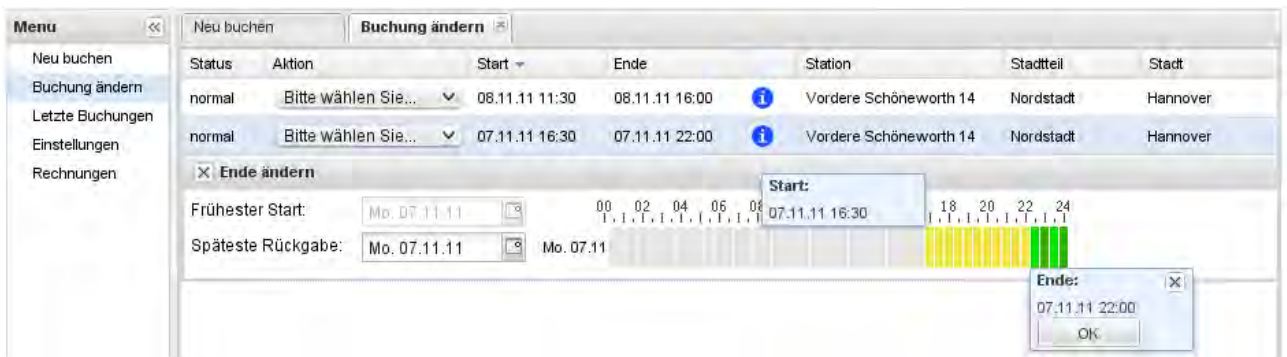 Menu
Neu buchen
Buchung ändern
Letzte Buchungen
Einstellungen
Rechnungen
Neu buchen Buchung ändern
Status Aktion Start Ende Station Stadtteil Stadt
normal Bitte wählen Sie... 08.11.11 11:30 08.11.11 16:00 Vordere Schöneworth 14 Nordstadt Hannover
normal Bitte wählen Sie... 07.11.11 16:30 07.11.11 22:00 Vordere Schöneworth 14 Nordstadt Hannover
Ende ändern
Frühester Start: Mo. 07.11.11
00 02 04 06 18 20 22 24
Start:
07.11.11 16:30
Späteste Rückgabe: Mo. 07.11.11 Mo. 07.11
Ende:
07.11.11 22:00
OK